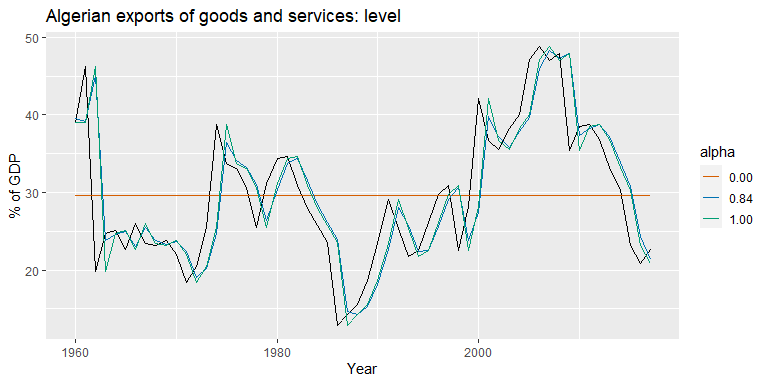 Algerian exports of goods and services: level
50
40
30
20
% of GDP
1960
1980
2000
Year
alpha
0.00
0.84
1.00